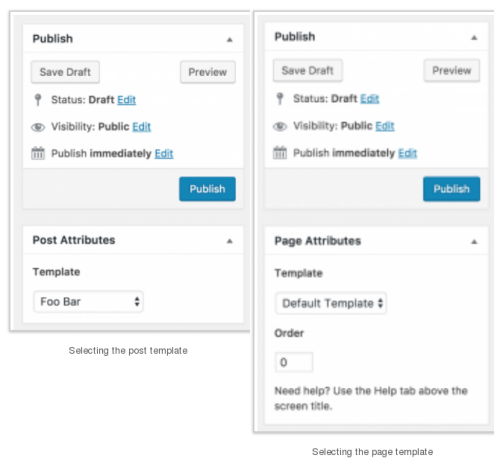 Publish
Save Draft
Preview
Status: Draft Edit
Visibility: Public Edit
Publish immediately Edit
Publish
Post Attributes
Template
Foo Bar
Selecting the post template
Publish
Save Draft
Preview
Status: Draft Edit
Visibility: Public Edit
Publish immediately Edit
Publish
Page Attributes
Template
Default Template
Order
0
Need help? Use the Help tab above the
screen title.
Selecting the page template